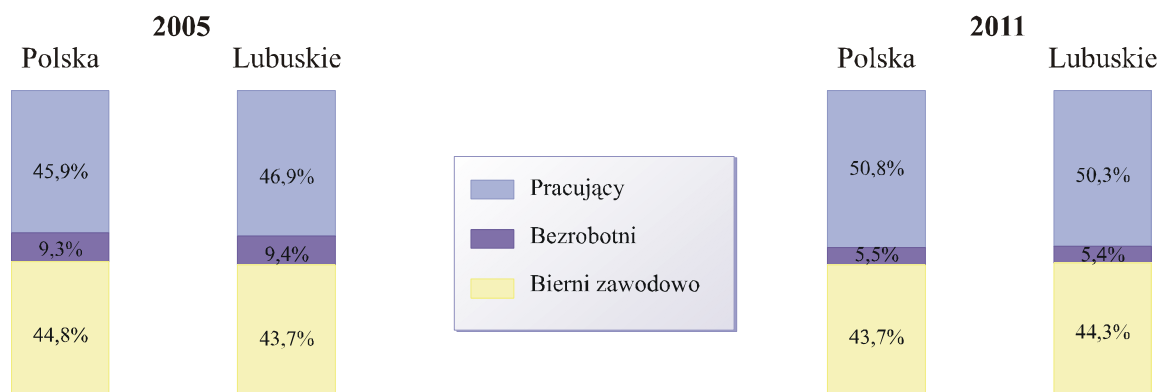 2005
Polska Lubuskie
45,9% 46,9%
9,3% 9,4%
44,8% 43,7%
Pracujący
Bezrobotni
Bierni zawodowo
2011
Polska Lubuskie
50,8% 50,3%
5,5% 5,4%
43,7% 44,3%